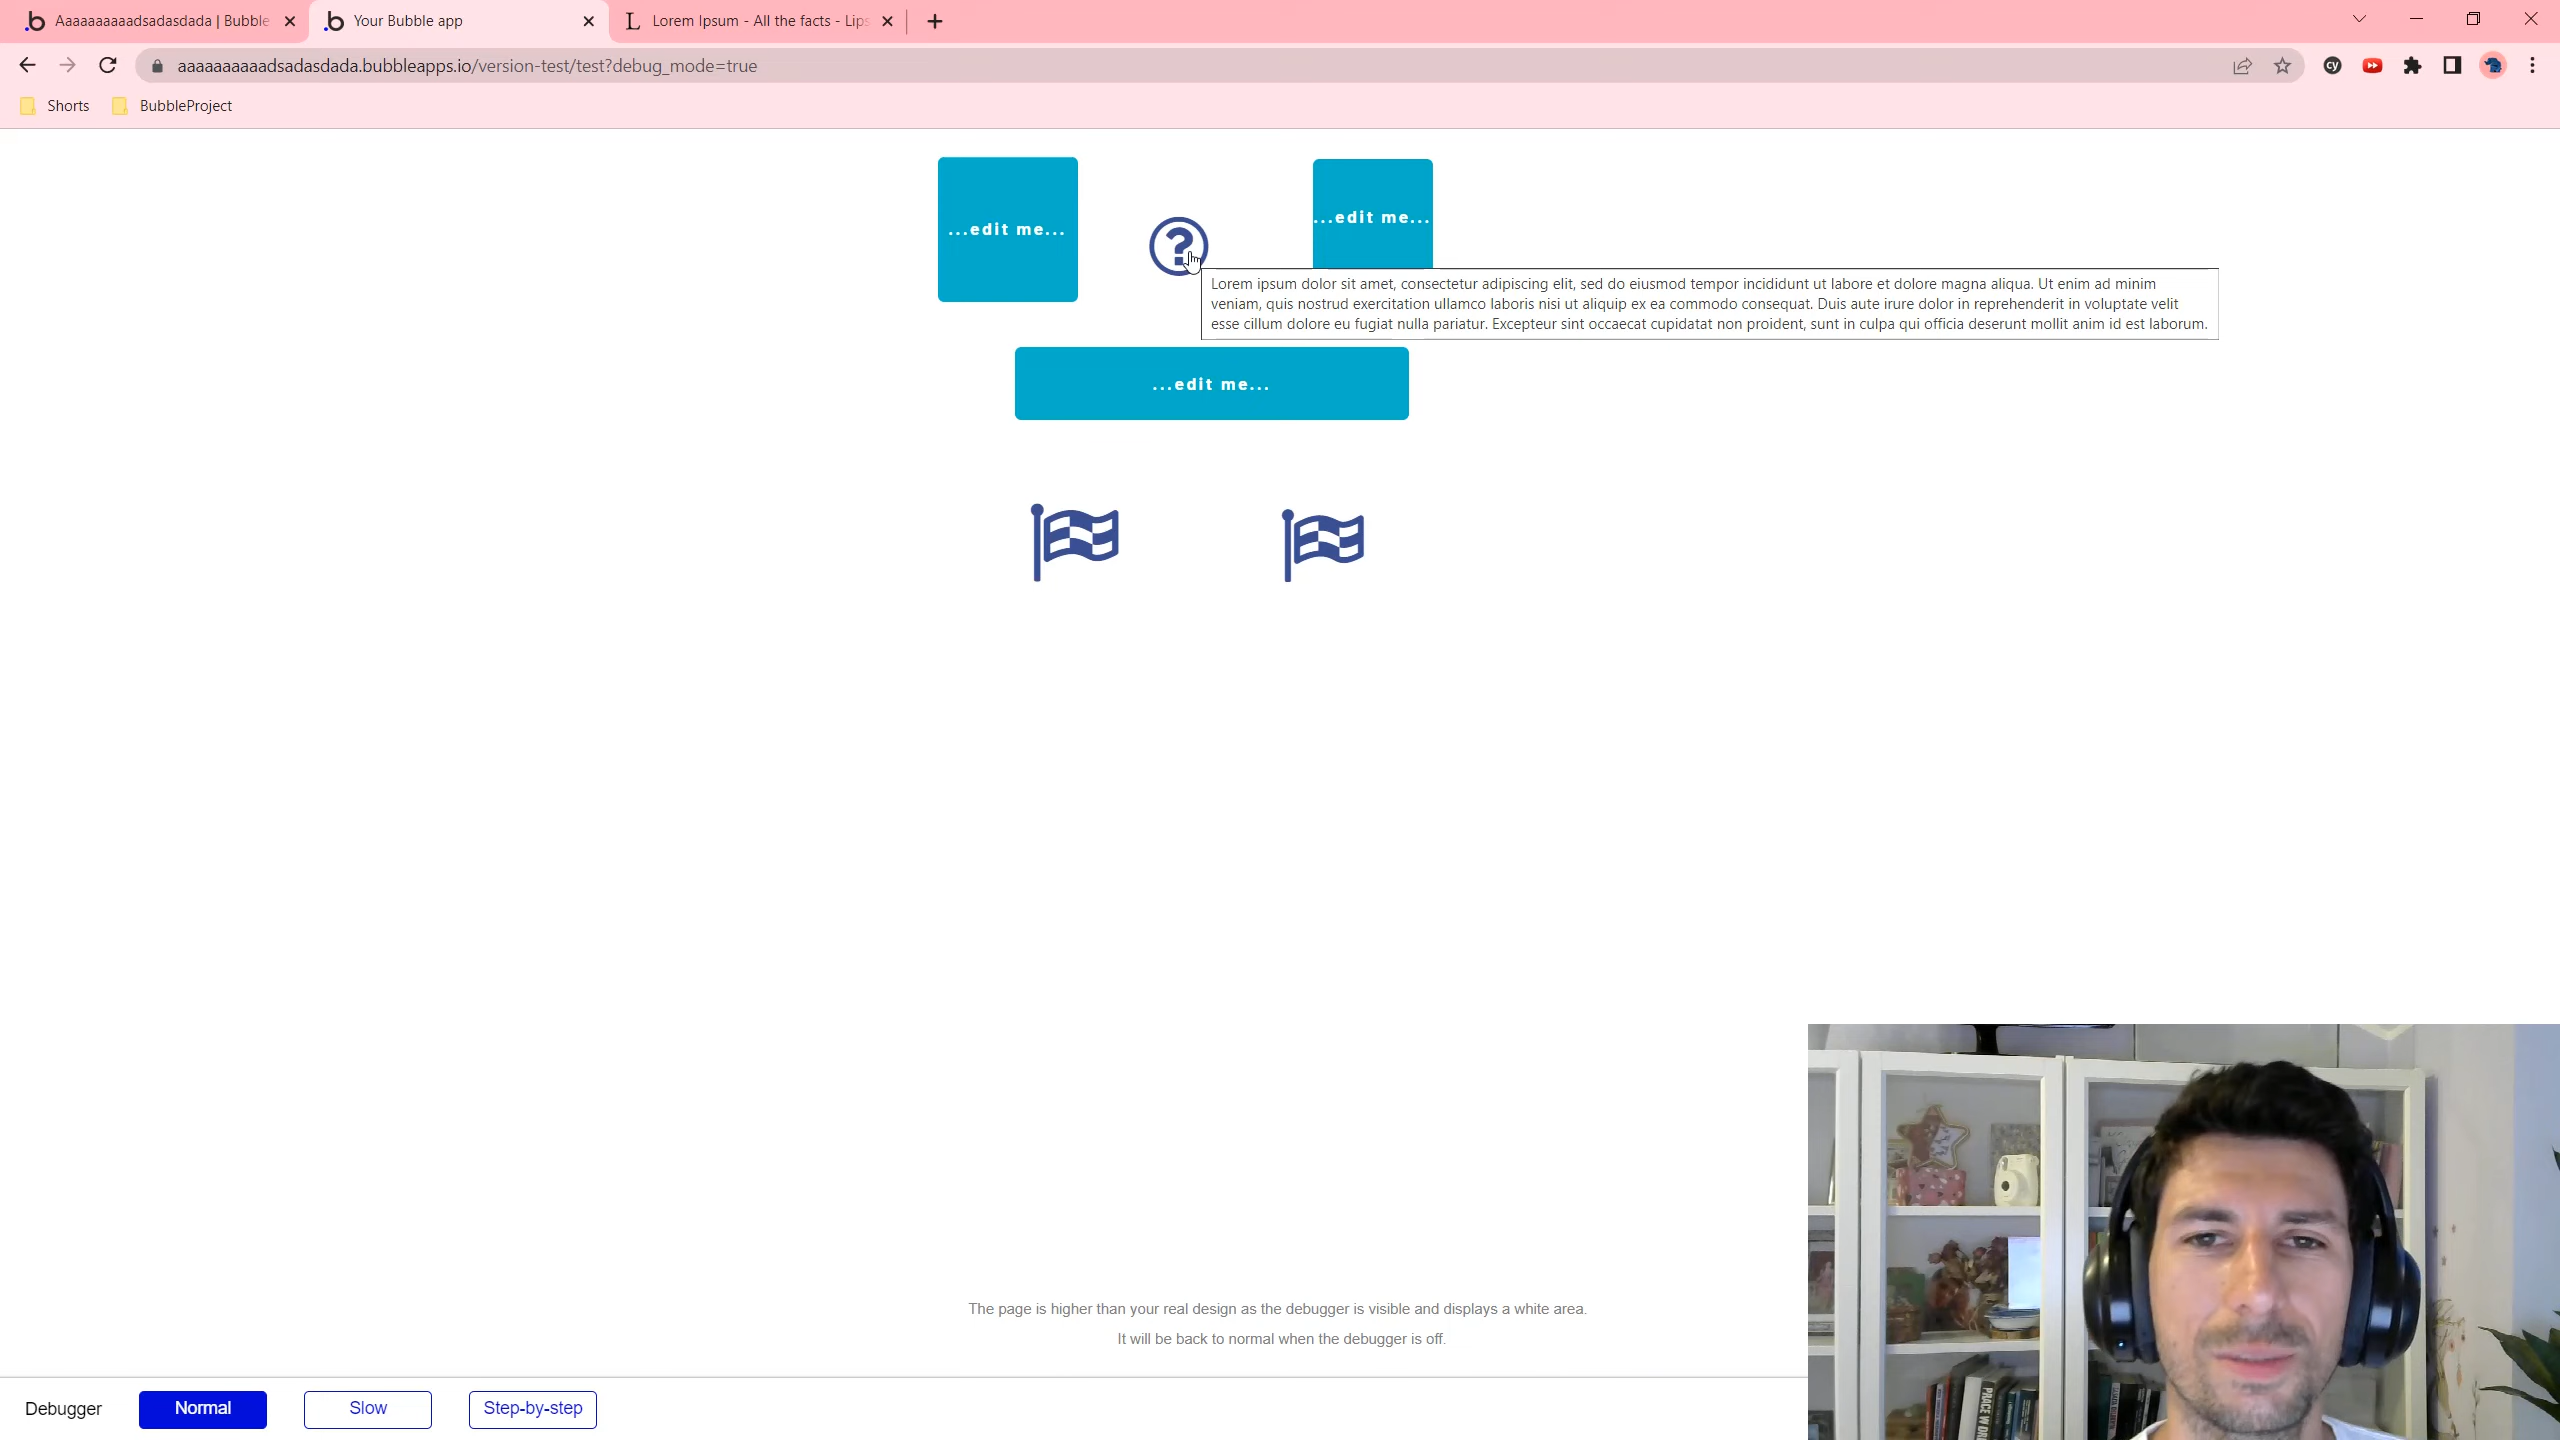 Aaaaaaaaaadsadasdada | Bubble
Your Bubble app
Lorem Ipsum - All the facts - Lips
aaaaaaaaaadsadasdada.bubbleapps.io/version-test/test?debug_mode=true
cy
Shorts
BubbleProject
...edit me...
...edit me...
Lorem ipsum dolor sit amet, consectetur adipiscing elit, sed do eiusmod tempor incididunt ut labore et dolore magna aliqua. Ut enim ad minim
veniam, quis nostrud exercitation ullamco laboris nisi ut aliquip ex ea commodo consequat. Duis aute irure dolor in reprehenderit in voluptate velit
esse cillum dolore eu fugiat nulla pariatur. Excepteur sint occaecat cupidatat non proident, sunt in culpa qui officia deserunt mollit anim id est laborum.
...edit me...
The page is higher than your real design as the debugger is visible and displays a white area.
It will be back to normal when the debugger is off.
PRACE W DR
Debugger
Normal
Slow
Step-by-step